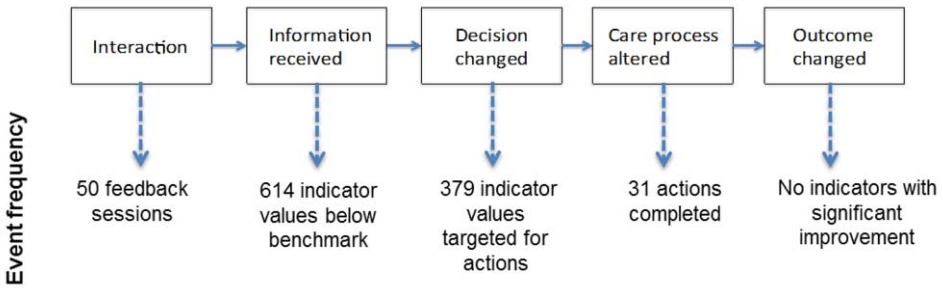 Interaction
Information
received
Decision
changed
Care process
altered
Outcome
changed
Event frequency
50 feedback
sessions
614 indicator
values below
benchmark
379 indicator
values
targeted for
actions
31 actions
completed
No indicators with
significant
improvement